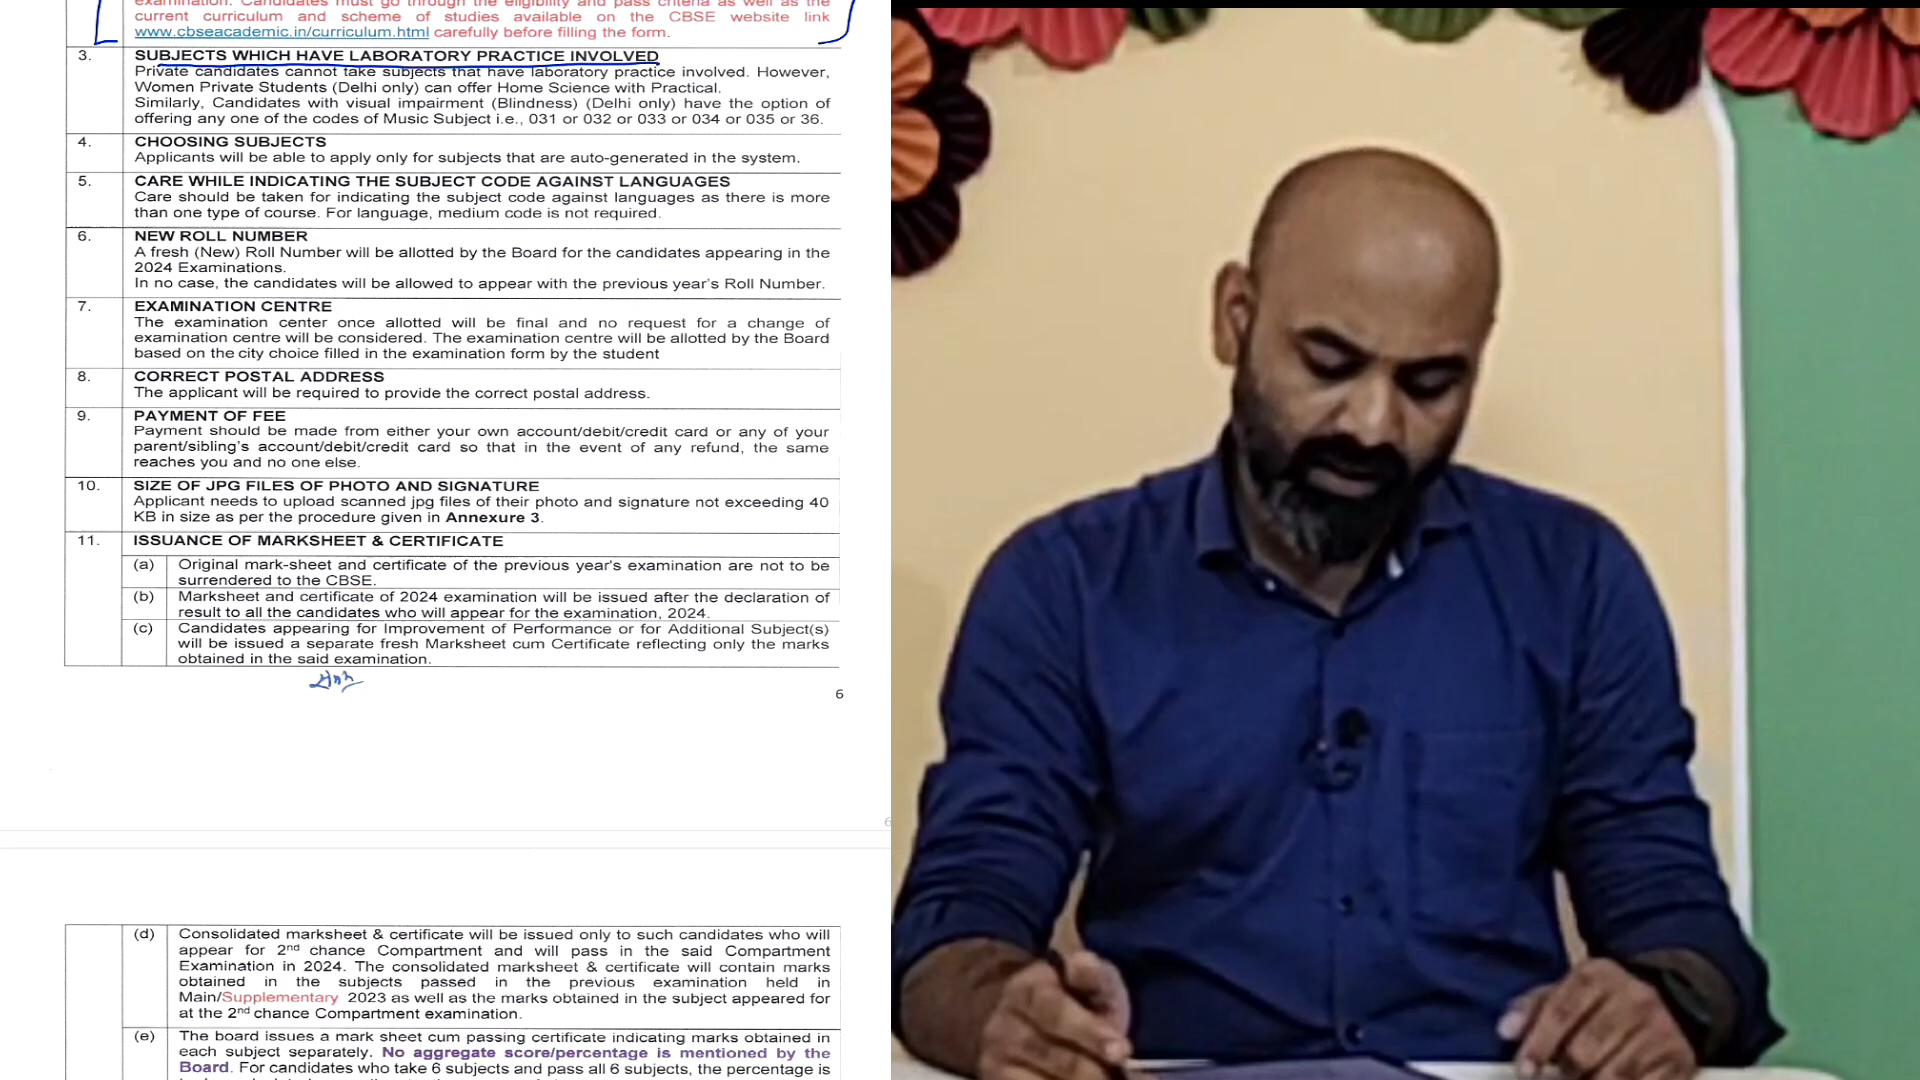 examination. Candidates must go through the eligibility and pass criteria as well as the
current curriculum and scheme of studies available on the CBSE website link
www.cbseacademic.in/curriculum.html carefully before filling the form.
3. SUBJECTS WHICH HAVE LABORATORY PRACTICE INVOLVED
Private candidates cannot take subjects that have laboratory practice involved. However,
Women Private Students (Delhi only) can offer Home Science with Practical.
Similarly, Candidates with visual impairment (Blindness) (Delhi only) have the option of
offering any one of the codes of Music Subject i.e., 031 or 032 or 033 or 034 or 035 or 36.
4. CHOOSING SUBJECTS
Applicants will be able to apply only for subjects that are auto-generated in the system.
5. CARE WHILE INDICATING THE SUBJECT CODE AGAINST LANGUAGES
Care should be taken for indicating the subject code against languages as there is more
than one type of course. For language, medium code is not required.
6. NEW ROLL NUMBER
A fresh (New) Roll Number will be allotted by the Board for the candidates appearing in the
2024 Examinations.
In no case, the candidates will be allowed to appear with the previous year's Roll Number.
7. EXAMINATION CENTRE
The examination center once allotted will be final and no request for a change of
examination centre will be considered. The examination centre will be allotted by the Board
based on the city choice filled in the examination form by the student
8. CORRECT POSTAL ADDRESS
The applicant will be required to provide the correct postal address.
9. PAYMENT OF FEE
Payment should be made from either your own account/debit/credit card or any of your
parent/sibling's account/debit/credit card so that in the event of any refund, the same
reaches you and no one else.
10. SIZE OF JPG FILES OF PHOTO AND SIGNATURE
Applicant needs to upload scanned jpg files of their photo and signature not exceeding 40
KB in size as per the procedure given in Annexure 3.
11. ISSUANCE OF MARKSHEET & CERTIFICATE
(a) Original mark-sheet and certificate of the previous year's examination are not to be
surrendered to the CBSE.
(b) Marksheet and certificate of 2024 examination will be issued after the declaration of
result to all the candidates who will appear for the examination, 2024.
(c) Candidates appearing for Improvement of Performance or for Additional Subject(s)
will be issued a separate fresh Marksheet cum Certificate reflecting only the marks
obtained in the said examination.
6
6
(d) Consolidated marksheet & certificate will be issued only to such candidates who will
appear for 2nd chance Compartment and will pass in the said Compartment
Examination in 2024. The consolidated marksheet & certificate will contain marks
obtained in the subjects passed in the previous examination held in
Main/Supplementary 2023 as well as the marks obtained in the subject appeared for
at the 2nd chance Compartment examination.
(e) The board issues a mark sheet cum passing certificate indicating marks obtained in
each subject separately. No aggregate score/percentage is mentioned by the
Board. For candidates who take 6 subjects and pass all 6 subjects, the percentage is